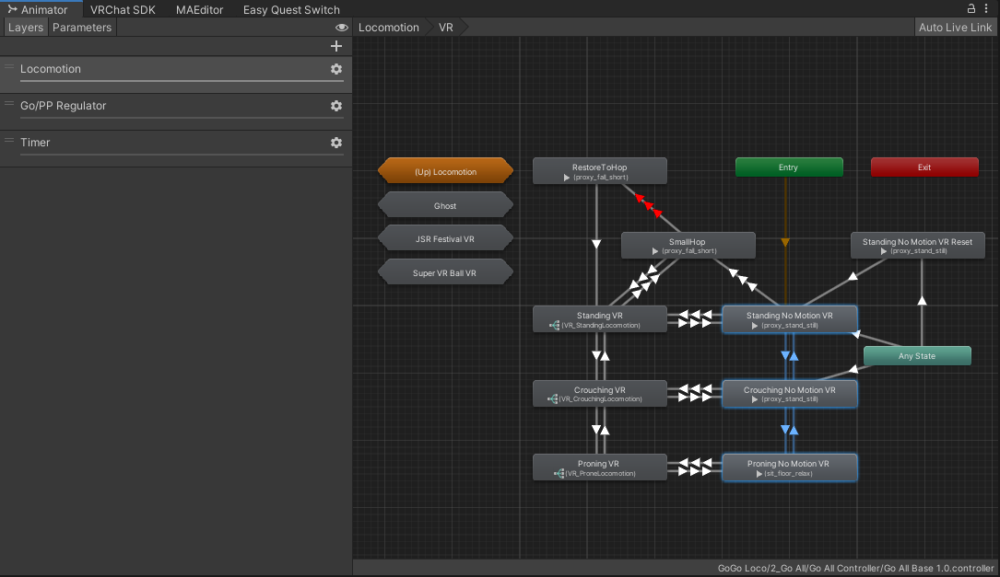 Animator VRChat SDK MAEditor Easy Quest Switch
Layers Parameters Locomotion VR Auto Live Link
Locomotion
Go/PP Regulator
Timer
(Up) Locomotion
Ghost
JSR Festival VR
Super VR Ball VR
RestoreToHop
(proxy_fall_short)
Entry
Exit
SmallHop
(proxy_fall_short)
Standing No Motion VR Reset
(proxy_stand_still)
Standing VR
(VR_StandingLocomotion)
Standing No Motion VR
(proxy_stand_still)
Any State
Crouching VR
(VR_CrouchingLocomotion)
Crouching No Motion VR
(proxy_stand_still)
Proning VR
(VR_ProneLocomotion)
Proning No Motion VR
(sit_floor_relax)
GoGo Loco/2_Go All/Go All Controller/Go All Base 1.0.controller